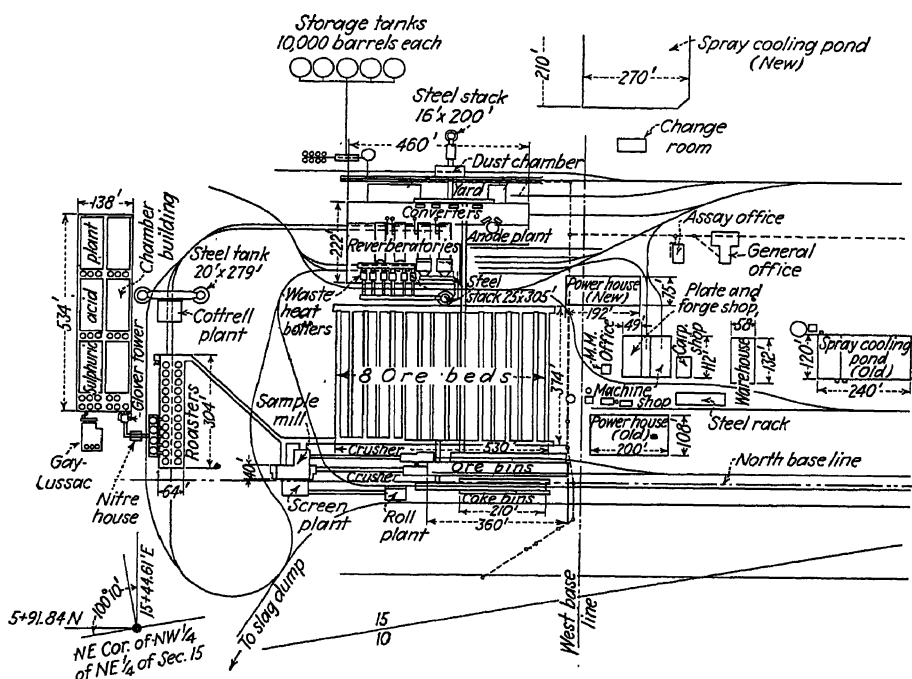 Storage tanks
10,000 barrels each
Steel stack
16'x 200'
460'
Dust chamber
Yard
Converters
Anode plant
222'
Reverberatories
210'
270'
Spray cooling pond
(New)
Change
room
Assay office
General
office
138'
534'
plant
acid
Sulphuric
Chamber
building
Steel tank
20'x 279'
Cottrell
plant
Glover tower
Waste-
heat
boilers
Steel
stack 25'x305'
Power house
(New)
75'
192'
49'
Plate and
forge shop
F.M.M.
Office
Carp.
shop
112'
58'
Warehouse
132'
120'
Spray cooling
pond (Old)
240'
8 Ore beds
374'
Machine
shop
Steel rack
Power house
(Old)
200'
100'
Roasters
304'
64'
Sample
mill
40'
Crusher
530'
Ore bins
Crusher
Coke bins
210'
360'
Screen
plant
Roll
plant
North base
line
Gay-
Lussac
Nitre
house
5+91.84 N
100°10'
15+44.61'E
NE Cor. of NW 1/4
of NE 1/4 of Sec. 15
To slag dump
15
10
West base
line